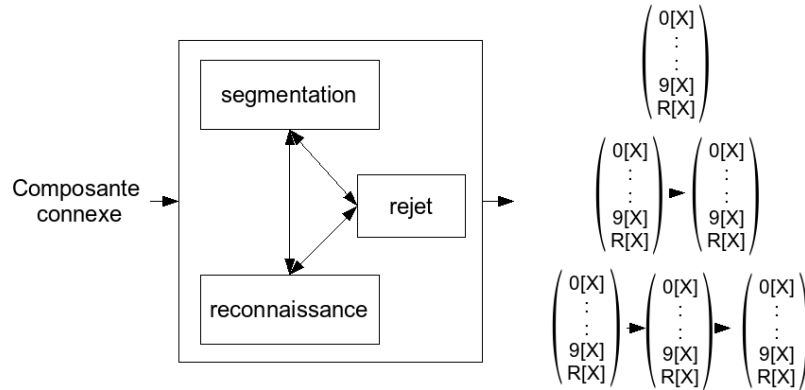 Composante
connexe
segmentation
rejet
reconnaissance
0[X]
:
:
9[X]
R[X]
0[X] 0[X]
: :
: :
9[X] 9[X]
R[X] R[X]
0[X] 0[X] 0[X]
: : :
: : :
9[X] 9[X] 9[X]
R[X] R[X] R[X]